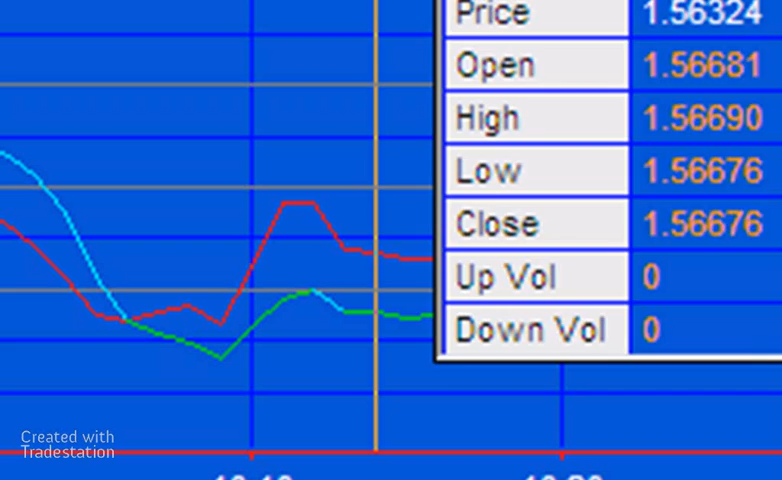 Price 1.56324
Open 1.56681
High 1.56690
Low 1.56676
Close 1.56676
Up Vol 0
Down Vol 0
Created with
Tradestation